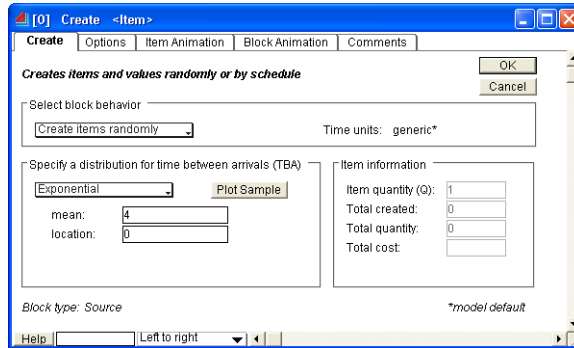 [0] Create <Item>
Create Options Item Animation Block Animation Comments
Creates items and values randomly or by schedule
OK
Cancel
Select block behavior
Create items randomly
Time units: generic*
Specify a distribution for time between arrivals (TBA)
Exponential
Plot Sample
mean: 4
location: 0
Item information
Item quantity (Q): 1
Total created: 0
Total quantity: 0
Total cost:
Block type: Source
*model default
Help
Left to right